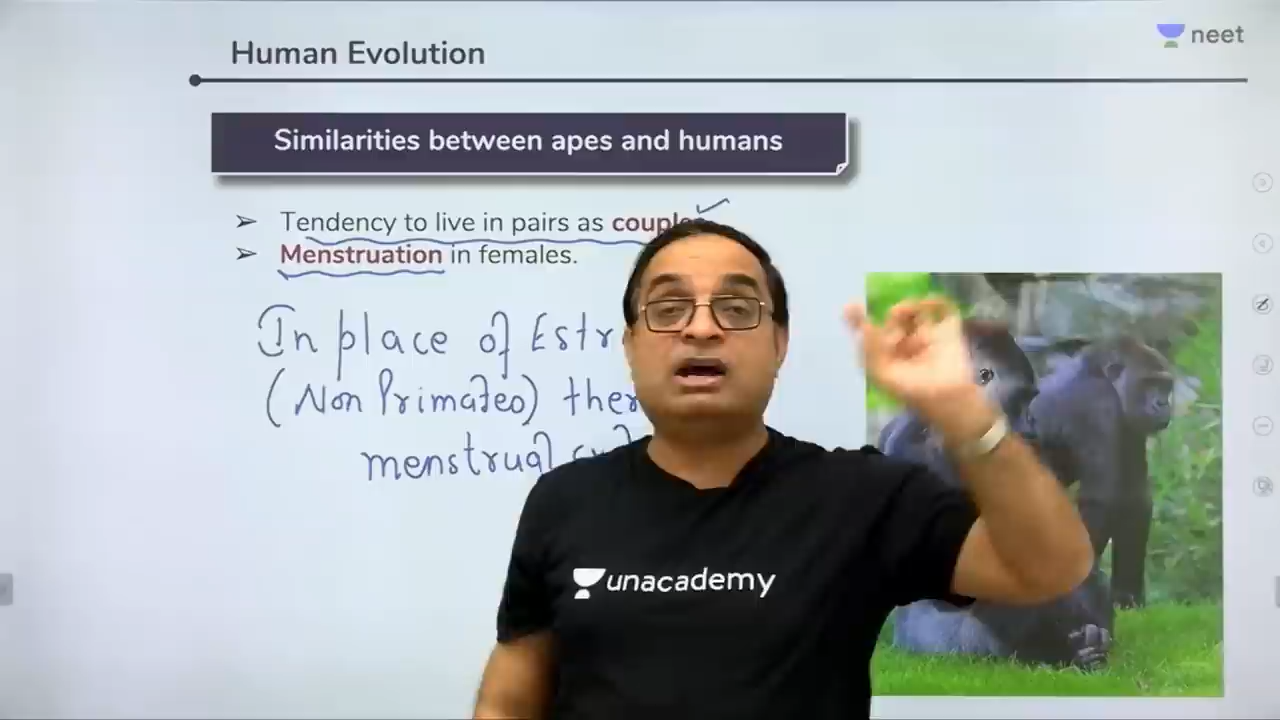 Human Evolution
neet
Similarities between apes and humans
➢ Tendency to live in pairs as
➢ Menstruation in females.
In place of
(Non Primates)
menstrual
unacademy